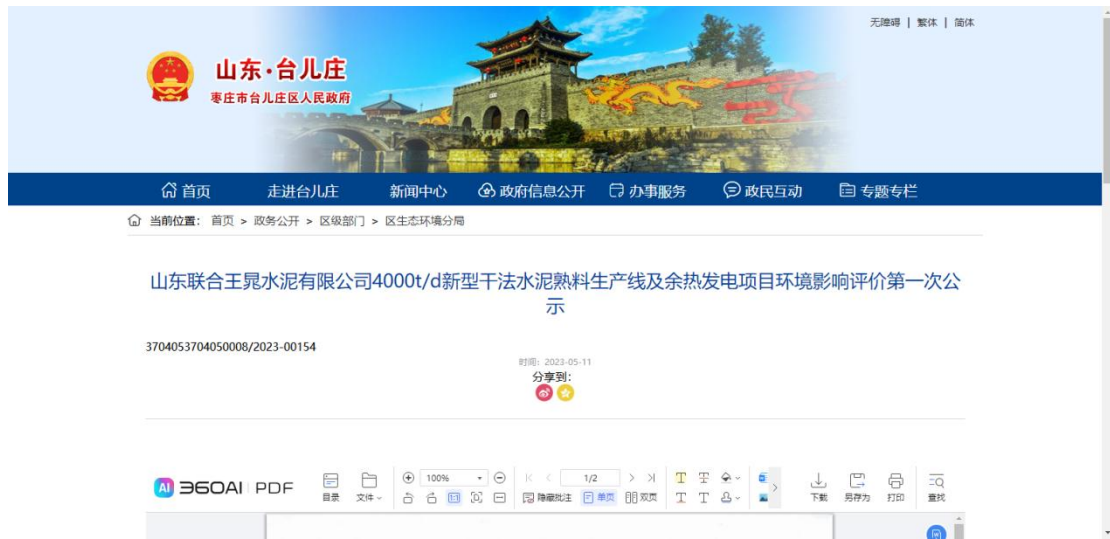 无障碍 | 繁体 | 简体
山东·台儿庄
枣庄市台儿庄区人民政府
首页 走进台儿庄 新闻中心 政府信息公开 办事服务 政民互动 专题专栏
当前位置： 首页 > 政务公开 > 区级部门 > 区生态环境分局
山东联合王晁水泥有限公司4000t/d新型干法水泥熟料生产线及余热发电项目环境影响评价第一次公
示
3704053704050008/2023-00154
时间：2023-05-11
分享到：
AI 360AI PDF 目录 文件 100% 1/2 隐藏批注 单页 双页 下载 另存为 打印 查找